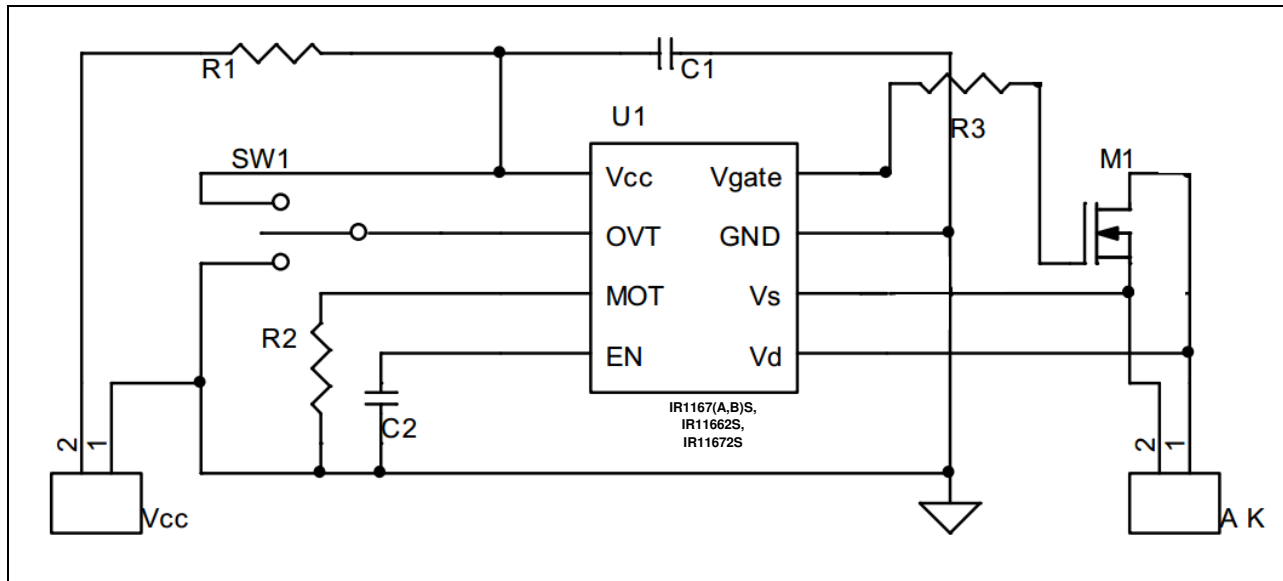 R1
C1
R3
U1
M1
SW1
Vcc
Vgate
OVT
GND
MOT
Vs
EN
Vd
R2
C2
IR1167(A,B)S,
IR11662S,
IR11672S
2
1
Vcc
2
1
A K